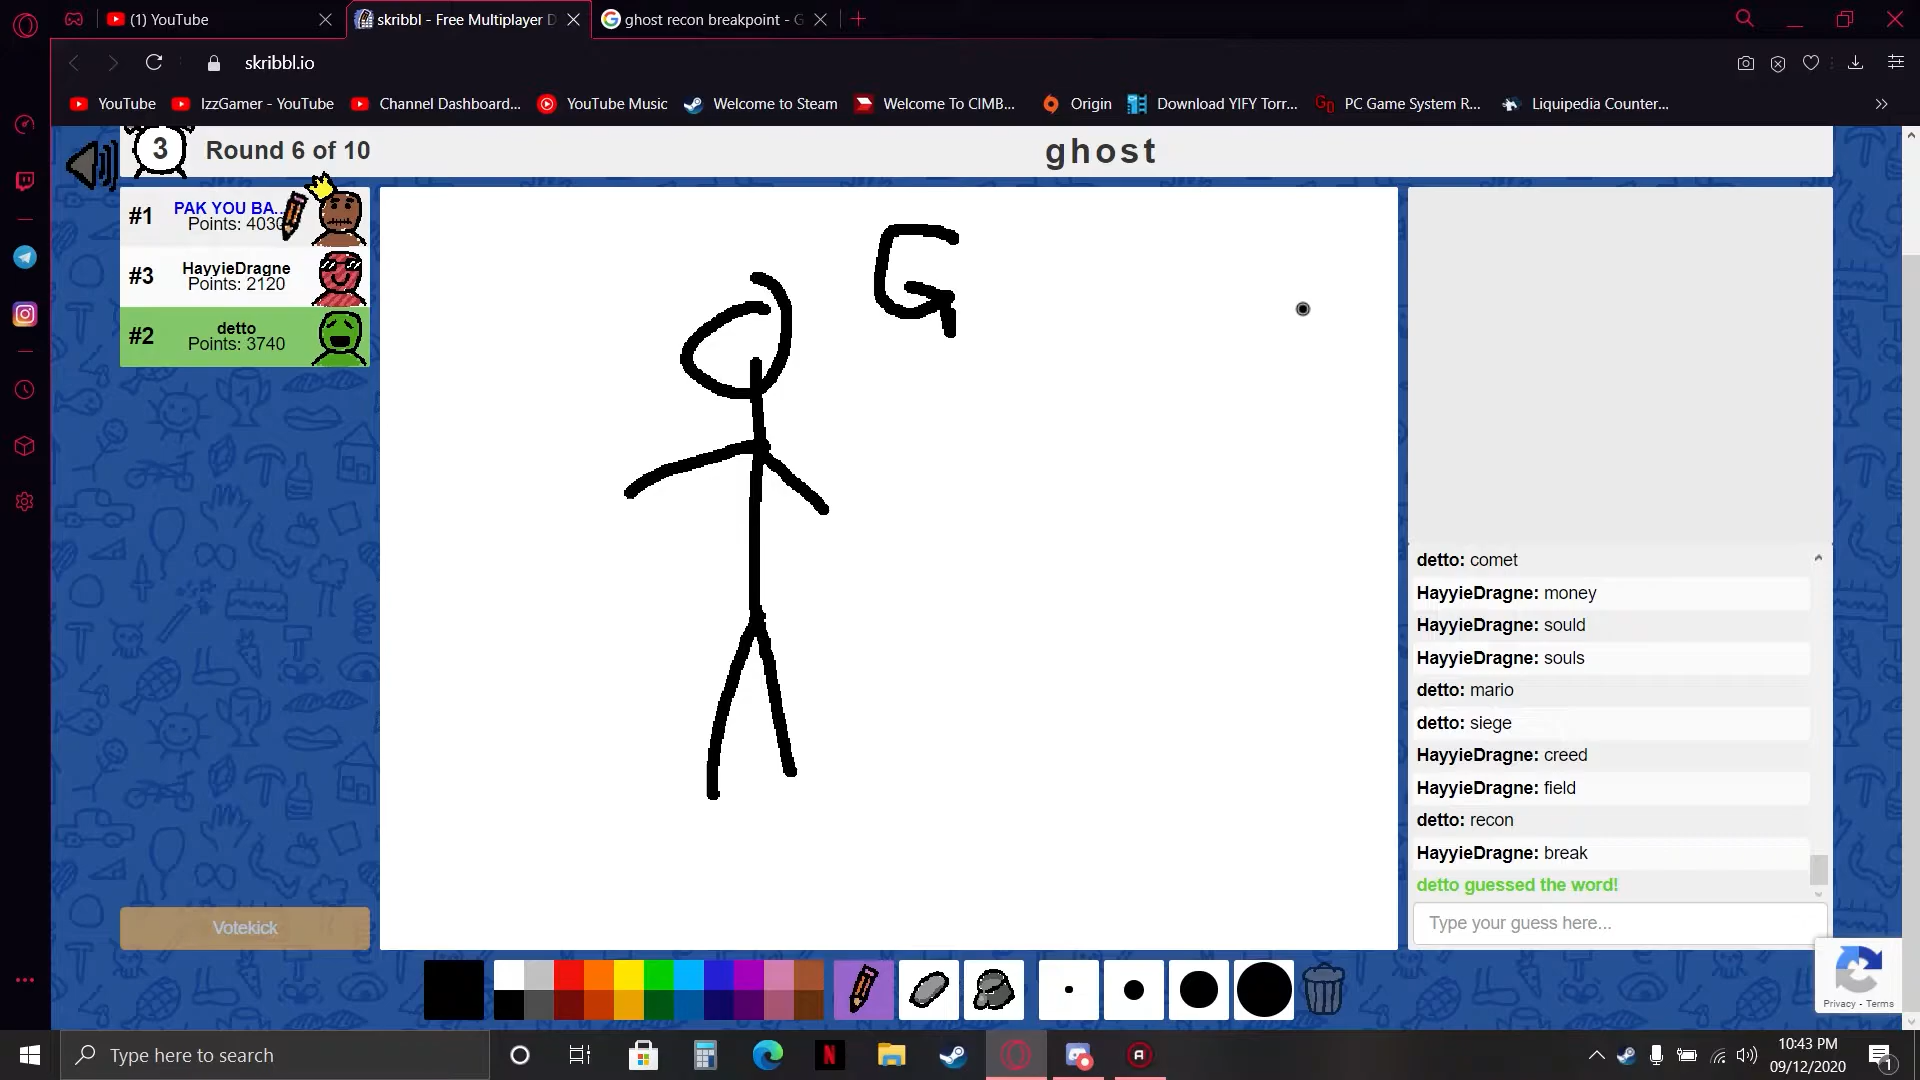 (1) YouTube
skribbl - Free Multiplayer D
ghost recon breakpoint - G
skribbl.io
YouTube
IzzGamer - YouTube
Channel Dashboard...
YouTube Music
Welcome to Steam
Welcome To CIMB...
Origin
Download YIFY Torr...
PC Game System R...
Liquipedia Counter...
3
Round 6 of 10
ghost
#1
PAK YOU BA...
Points: 4030
#3
HayyieDragne
Points: 2120
#2
detto
Points: 3740
G
detto: comet
HayyieDragne: money
HayyieDragne: sould
HayyieDragne: souls
detto: mario
detto: siege
HayyieDragne: creed
HayyieDragne: field
detto: recon
HayyieDragne: break
detto guessed the word!
Type your guess here...
Votekick
Privacy - Terms
Type here to search
10:43 PM
09/12/2020
1